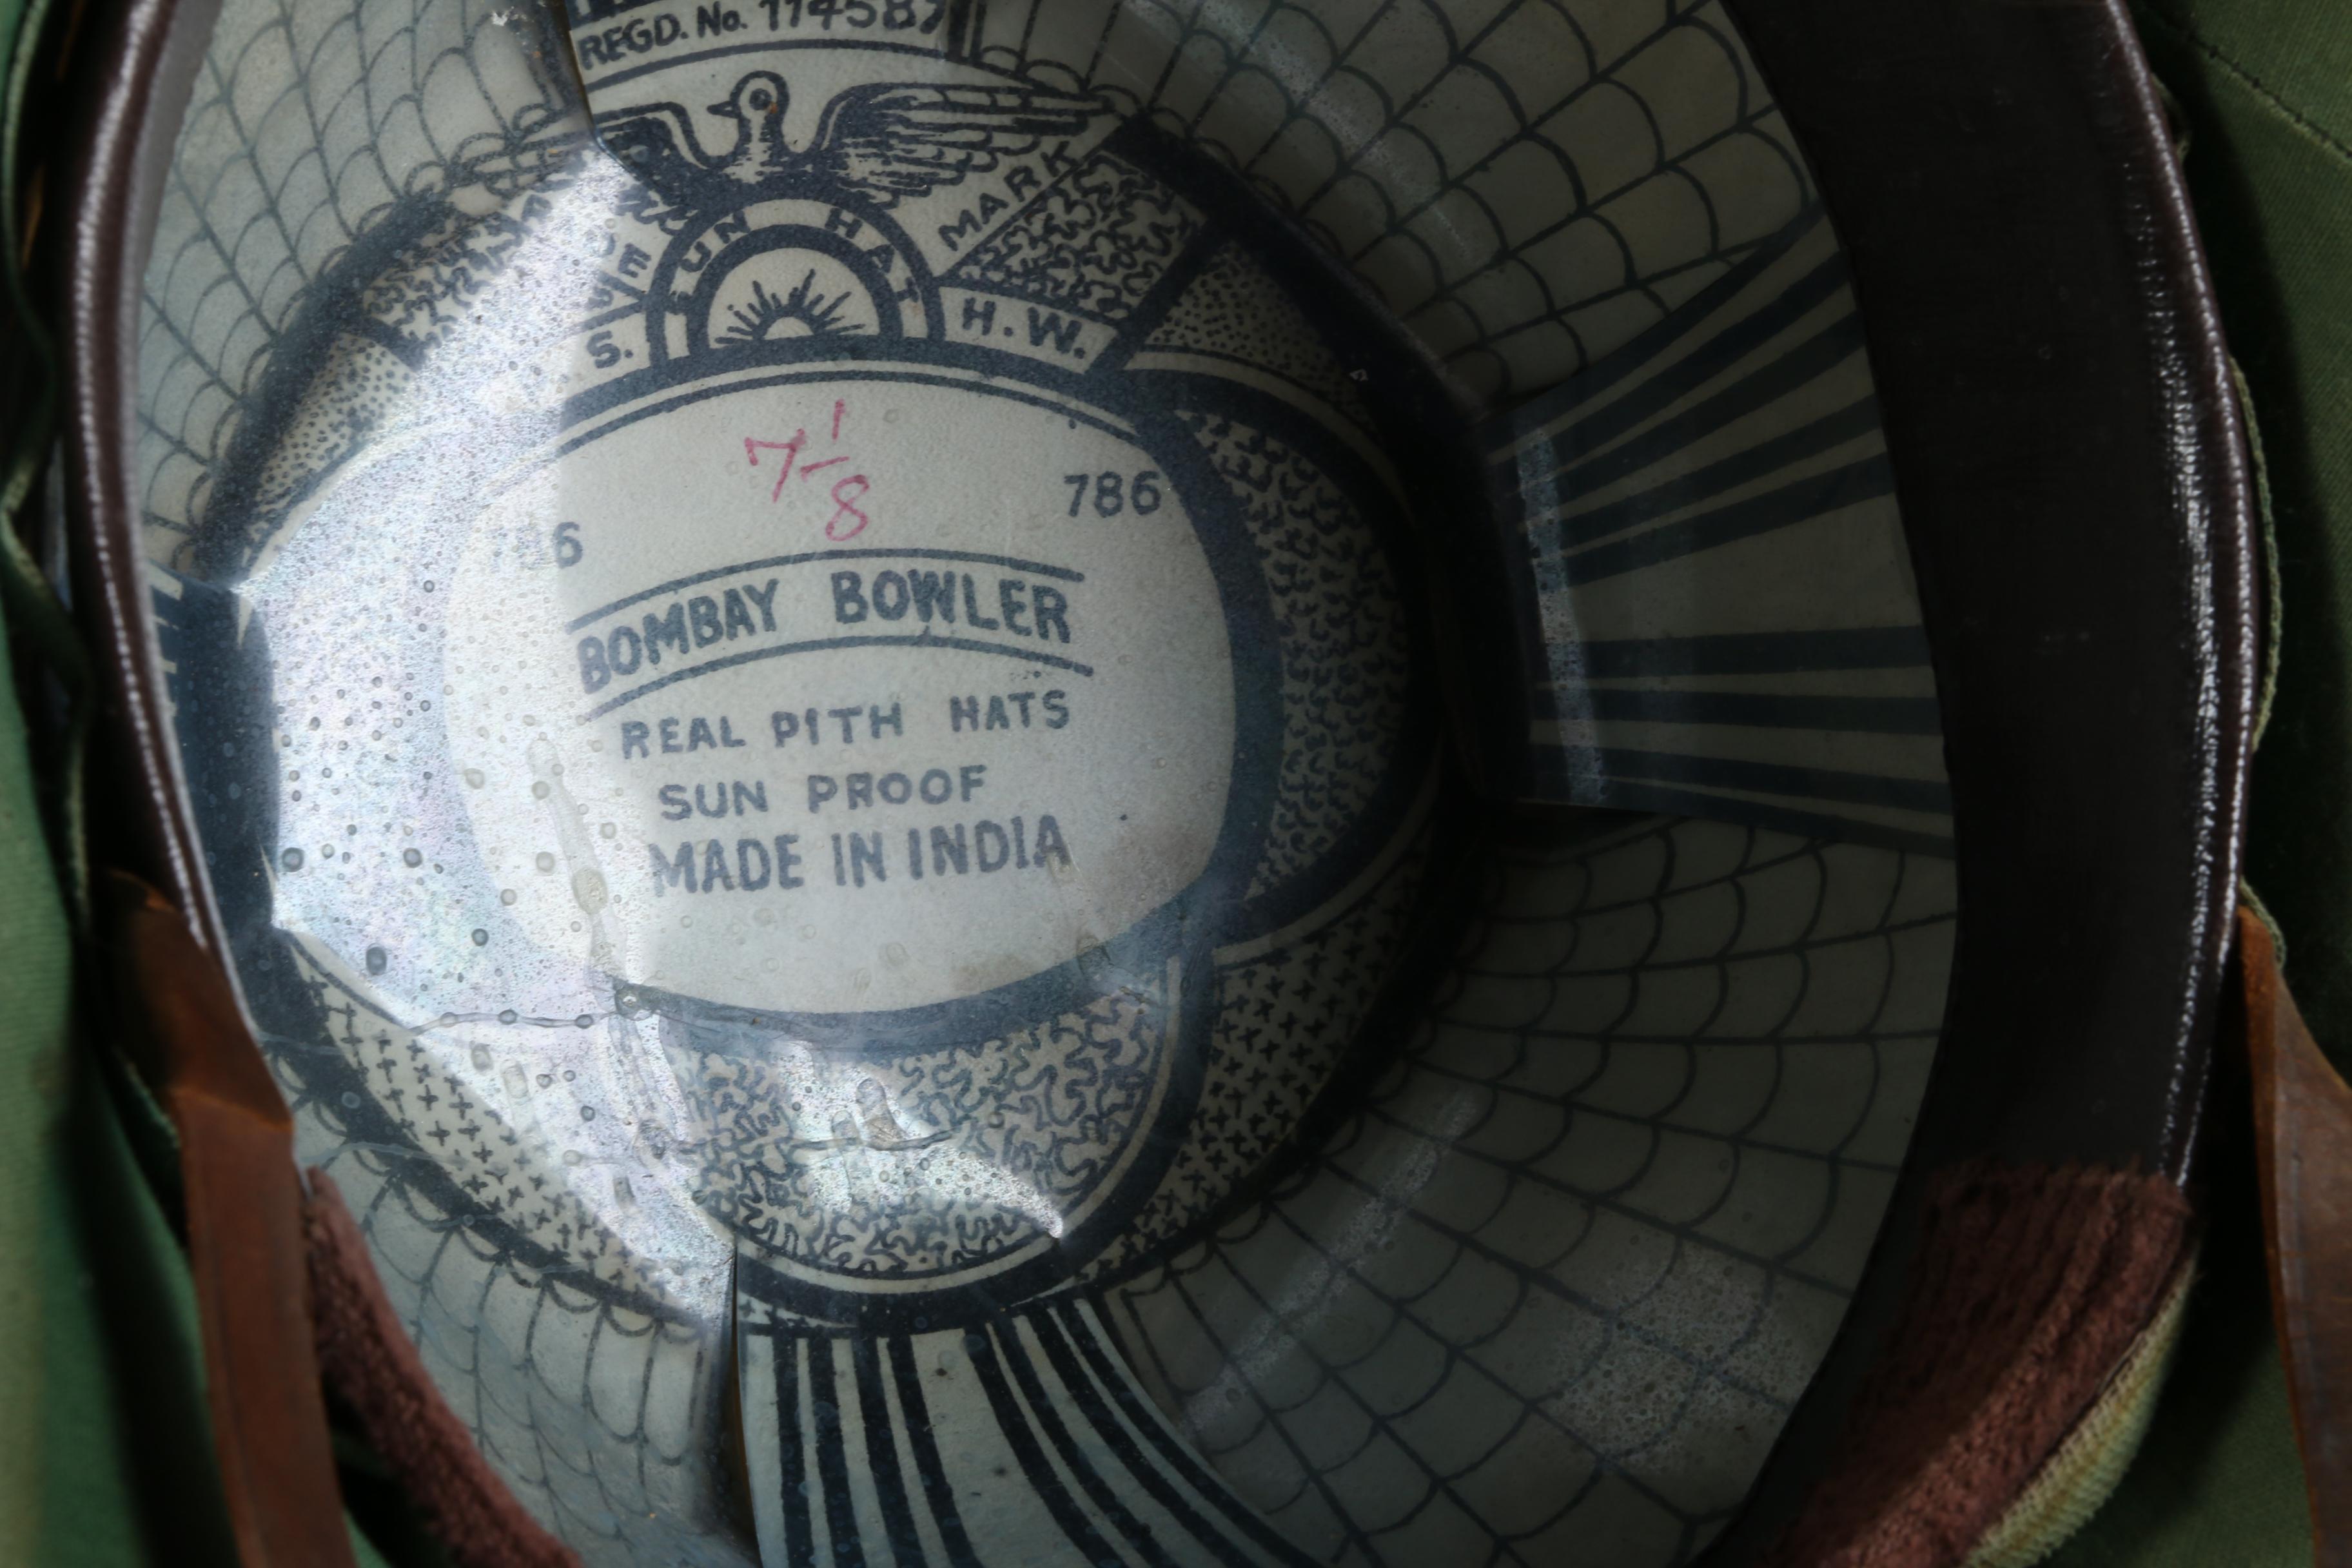 REGD. No. 114587
MARK
SUN HAT
S.
H.W.
7 1/8
786
BOMBAY BOWLER
REAL PITH HATS
SUN PROOF
MADE IN INDIA